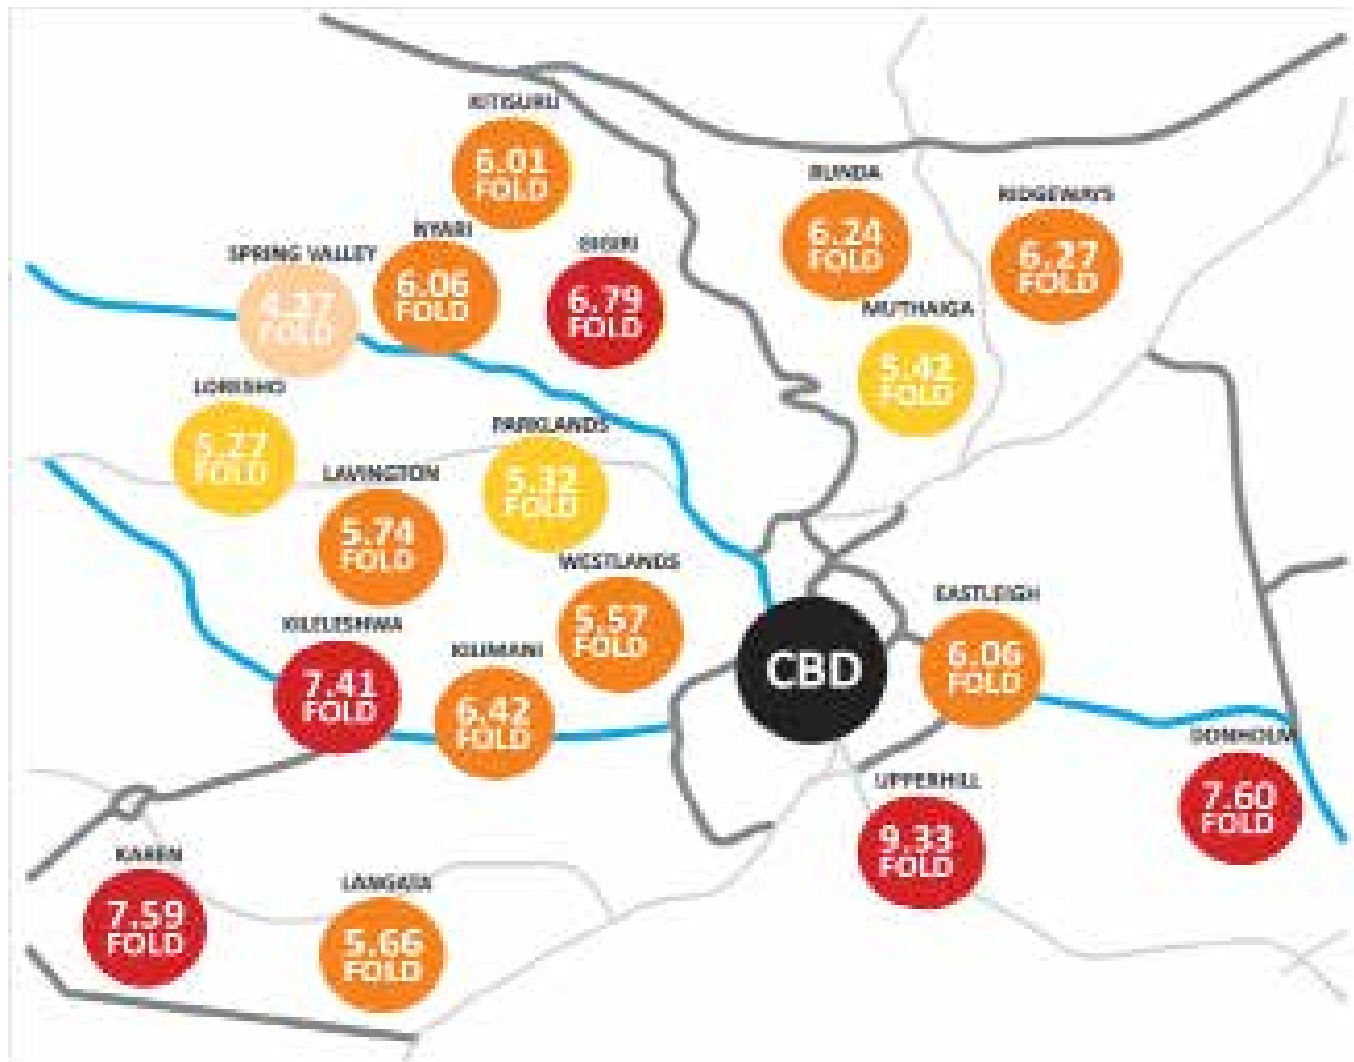 KITISURU
6.01
FOLD
RUNDA
6.24
FOLD
RIDGEWAYS
6.27
FOLD
NYARI
6.06
FOLD
SPRING VALLEY
4.37
FOLD
GIGIRI
6.79
FOLD
MUTHAIGA
5.42
FOLD
LORESHO
5.27
FOLD
PARKLANDS
5.32
FOLD
LAVINGTON
5.74
FOLD
WESTLANDS
5.57
FOLD
KILELESHWA
7.41
FOLD
KILIMANI
6.42
FOLD
CBD
EASTLEIGH
6.06
FOLD
DONHOLM
7.60
FOLD
UPPERHILL
9.33
FOLD
KAREN
7.59
FOLD
LANGATA
5.66
FOLD